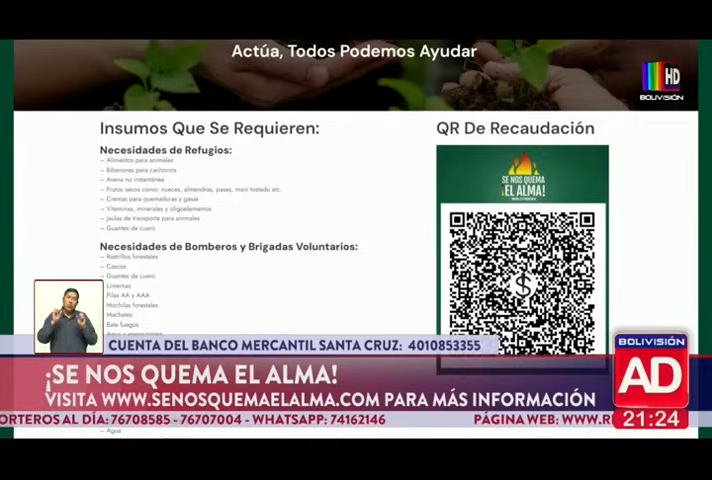 Actúa, Todos Podemos Ayudar
HD
BOLIVISIÓN
Insumos Que Se Requieren:
QR De Recaudación
Necesidades de Refugios:
– Alimentos para animales
– Biberones para cachorros
– Avena no instantánea
– Frutos secos como: nueces, almendras, pasas, maní tostado etc.
– Cremas para quemaduras y gasas
– Vitaminas, minerales y oligoelementos
– Jaulas de transporte para animales
– Guantes de cuero
SE NOS QUEMA
¡EL ALMA!
$
Necesidades de Bomberos y Brigadas Voluntarios:
– Rastrillos forestales
– Cascos
– Guantes de cuero
Linternas
Pilas AA y AAA
Mochilas forestales
Machetes
Bate fuegos
CUENTA DEL BANCO MERCANTIL SANTA CRUZ: 4010853355
BOLIVISIÓN
AD
21:24
¡SE NOS QUEMA EL ALMA!
VISITA WWW.SENOSQUEMAELALMA.COM PARA MÁS INFORMACIÓN
ORTEROS AL DÍA: 76708585 - 76707004 - WHATSAPP: 74162146
PÁGINA WEB: WWW.R
– Agua